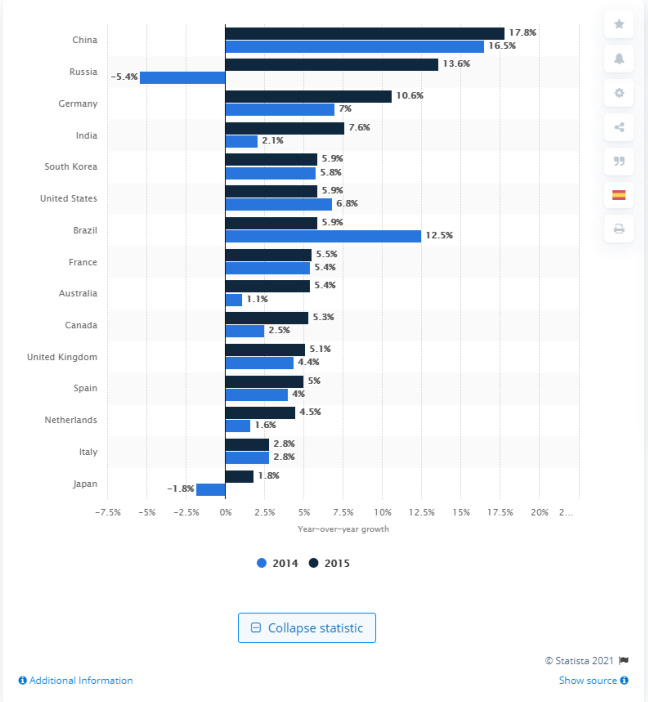 China
17.8%
16.5%
Russia
13.6%
−5.4%
Germany
10.6%
7%
India
7.6%
2.1%
South Korea
5.9%
5.8%
United States
5.9%
6.8%
Brazil
5.9%
12.5%
France
5.5%
5.4%
Australia
5.4%
1.1%
Canada
5.3%
2.5%
United Kingdom
5.1%
4.4%
Spain
5%
4%
Netherlands
4.5%
1.6%
Italy
2.8%
2.8%
Japan
1.8%
−1.8%
−7.5% −5% −2.5% 0% 2.5% 5% 7.5% 10% 12.5% 15% 17.5% 20% 2...
Year-over-year growth
2014 2015
Collapse statistic
© Statista 2021
Additional Information Show source